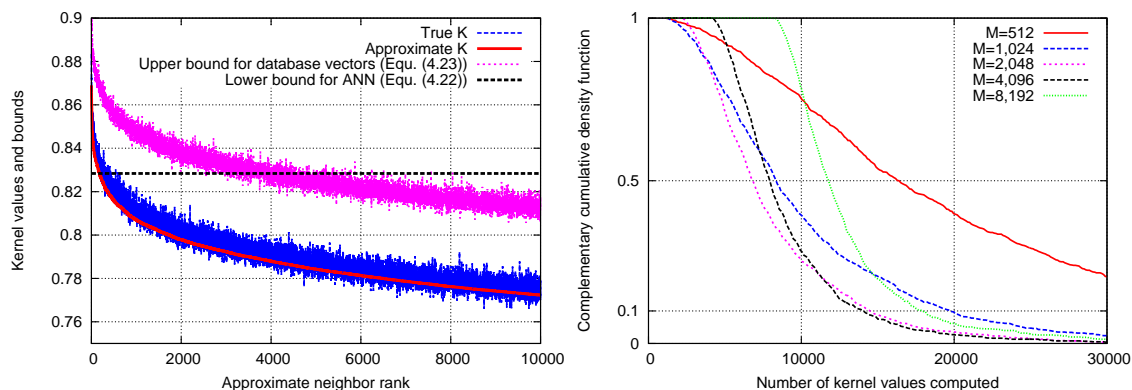 0.9
0.88
0.86
0.84
0.82
0.8
0.78
0.76
0 2000 4000 6000 8000 10000
Kernel values and bounds
Approximate neighbor rank
True K
Approximate K
Upper bound for database vectors (Equ. (4.23))
Lower bound for ANN (Equ. (4.22))
1
0.5
0.1
0
0 10000 20000 30000
Complementary cumulative density function
Number of kernel values computed
M=512
M=1,024
M=2,048
M=4,096
M=8,192